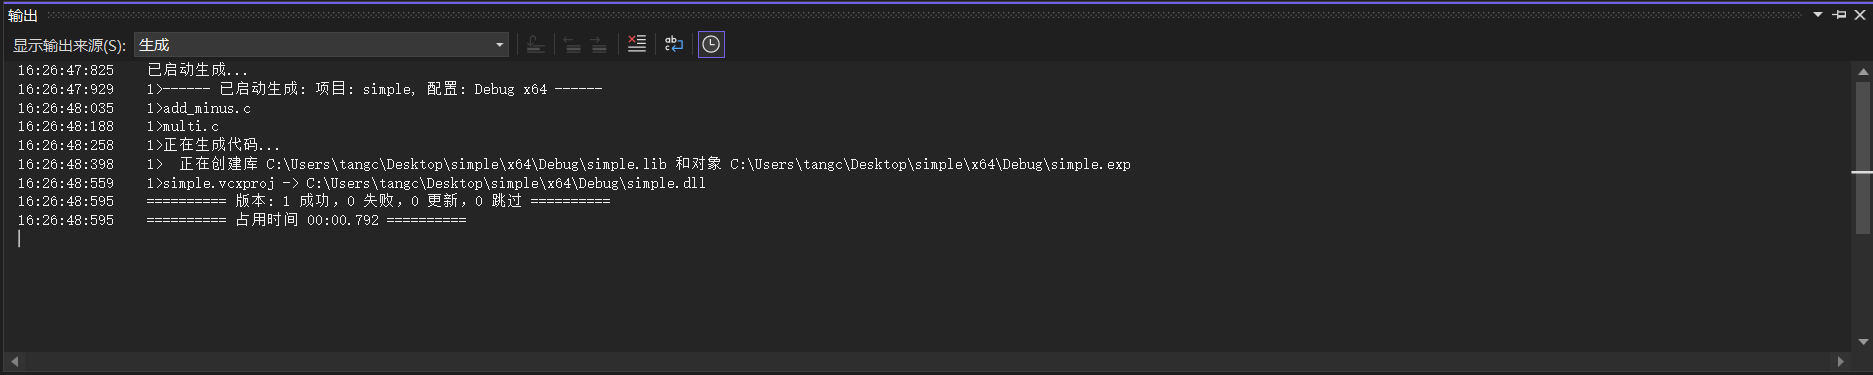 输出
显示输出来源(S): 生成
16:26:47:825 已启动生成...
16:26:47:929 1>------ 已启动生成: 项目: simple, 配置: Debug x64 ------
16:26:48:035 1>add_minus.c
16:26:48:188 1>multi.c
16:26:48:258 1>正在生成代码...
16:26:48:398 1>  正在创建库 C:\Users\tangc\Desktop\simple\x64\Debug\simple.lib 和对象 C:\Users\tangc\Desktop\simple\x64\Debug\simple.exp
16:26:48:559 1>simple.vcxproj -> C:\Users\tangc\Desktop\simple\x64\Debug\simple.dll
16:26:48:595 ========== 版本: 1 成功，0 失败，0 更新，0 跳过 ==========
16:26:48:595 ========== 占用时间 00:00.792 ==========